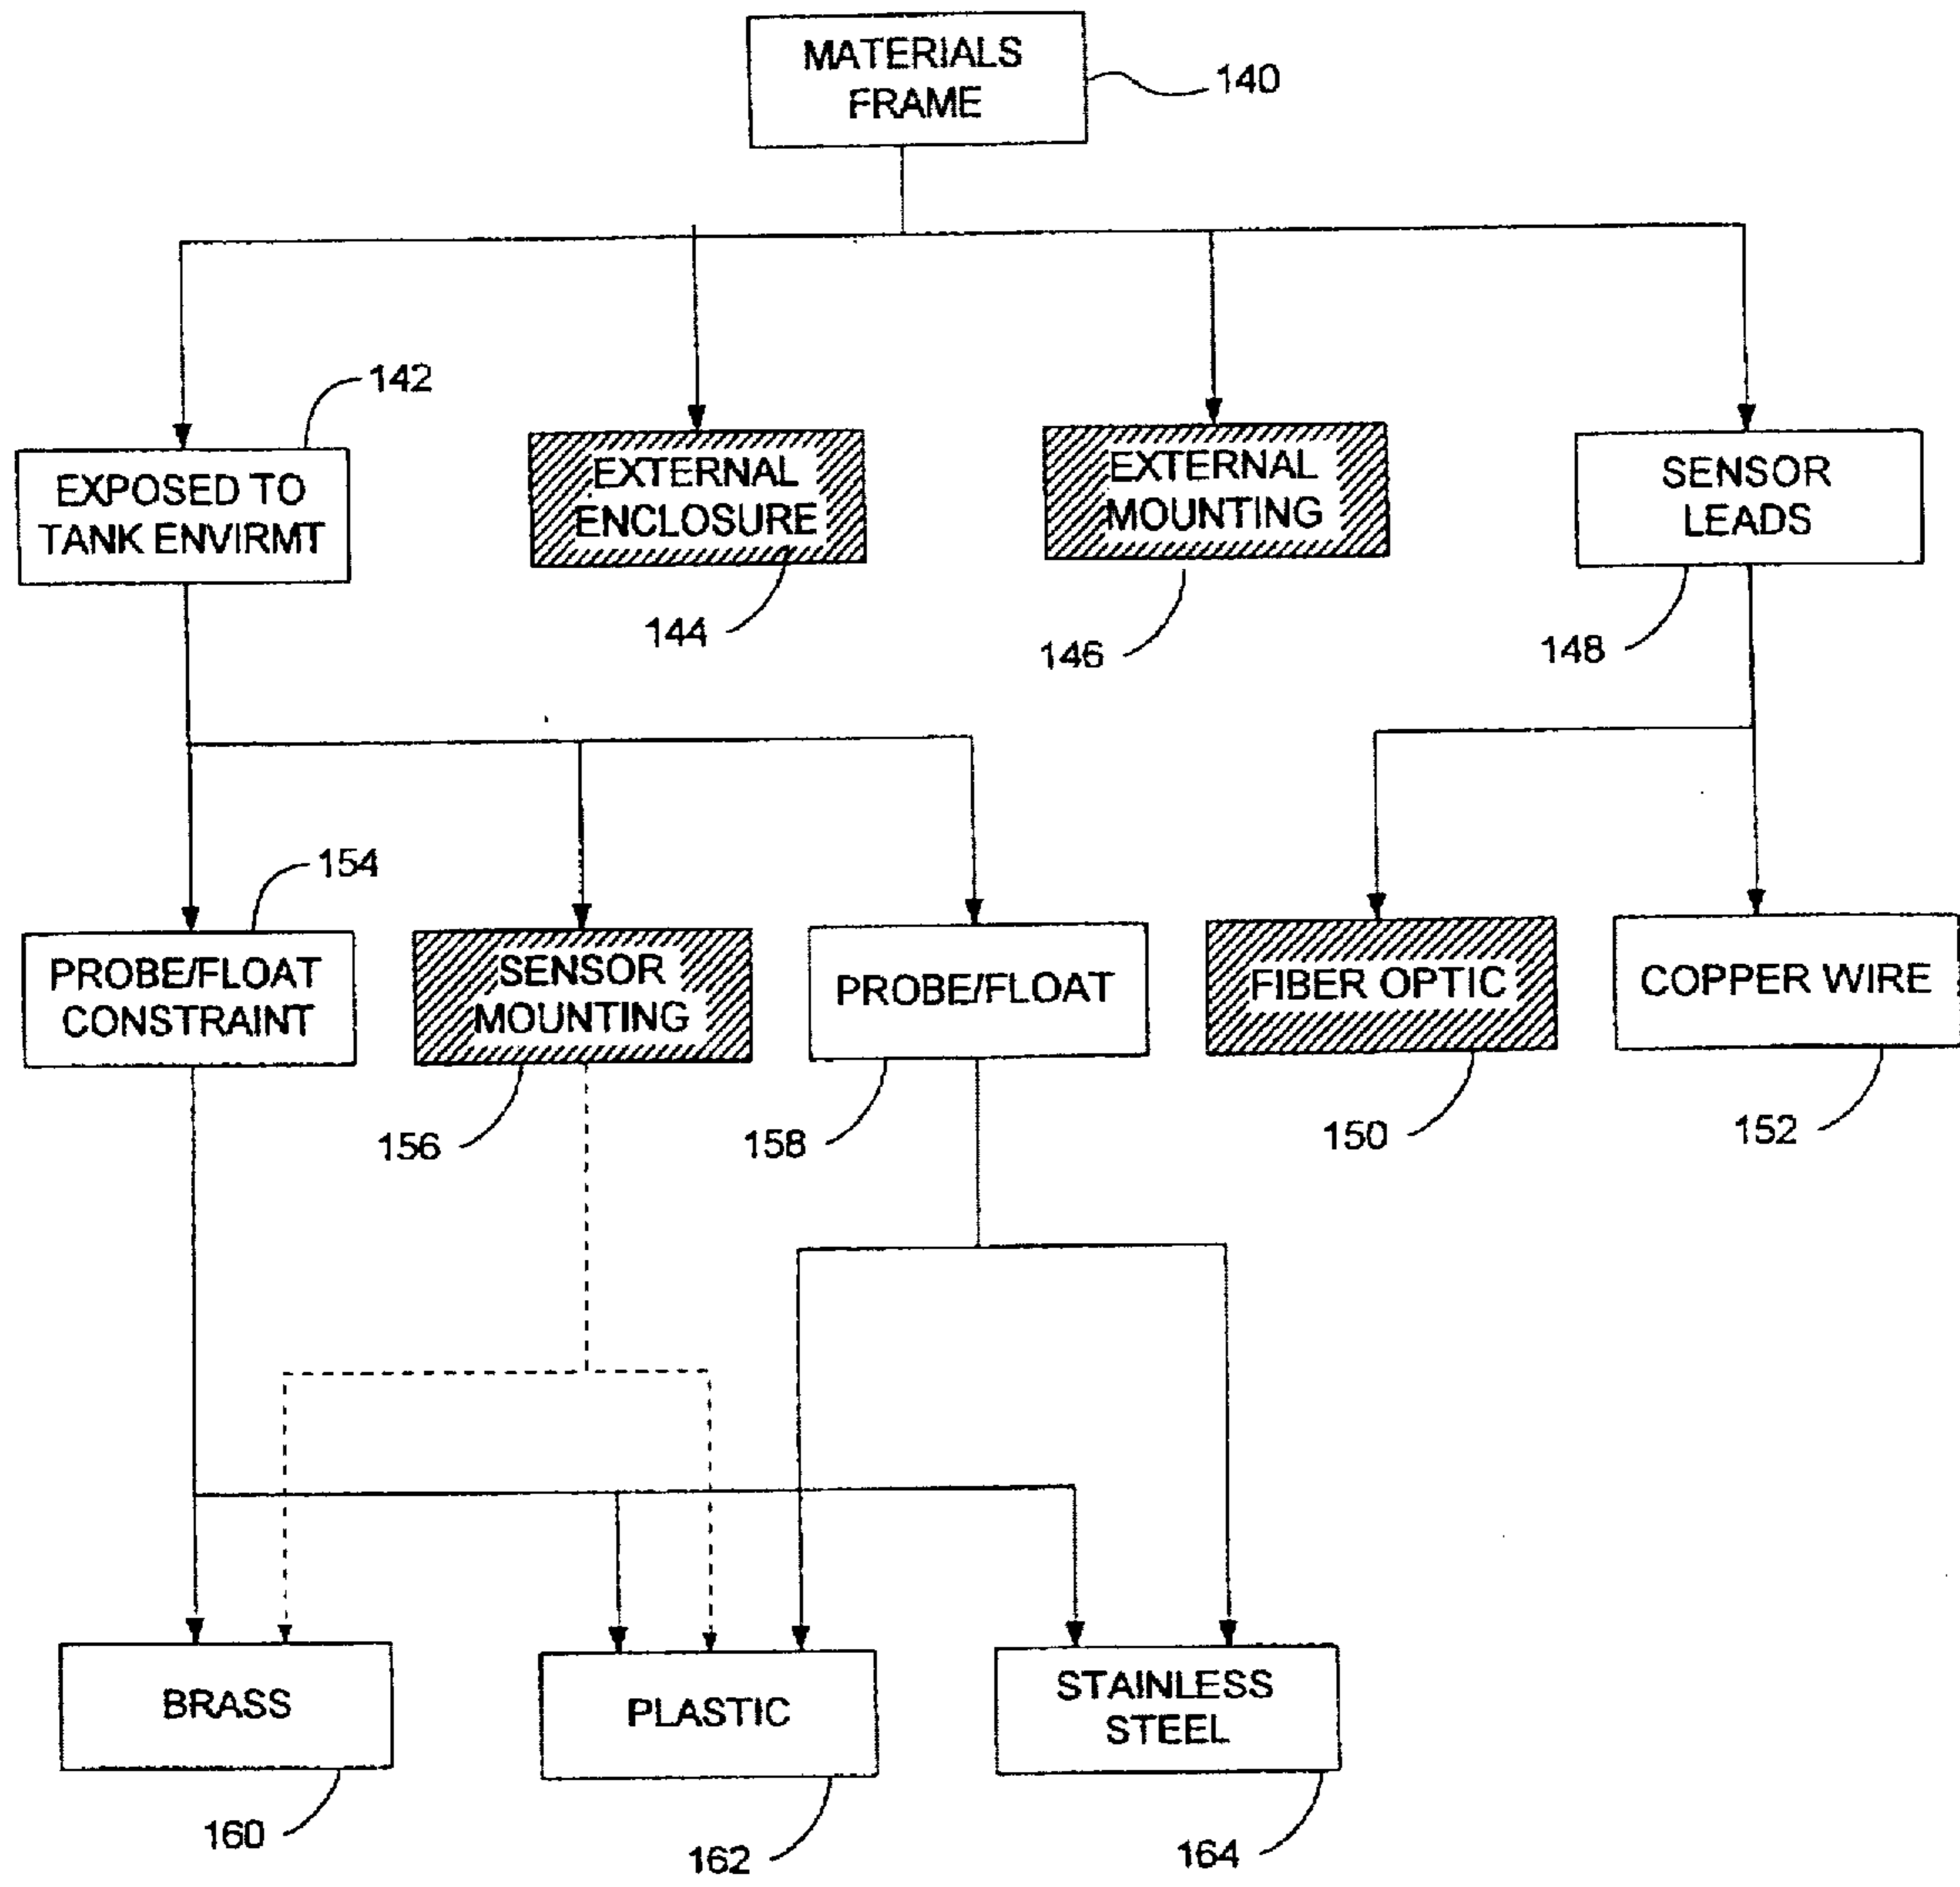 MATERIALS
FRAME
140
142
EXPOSED TO
TANK ENVIRMT
EXTERNAL
ENCLOSURE
144
EXTERNAL
MOUNTING
146
SENSOR
LEADS
148
154
PROBE/FLOAT
CONSTRAINT
SENSOR
MOUNTING
156
PROBE/FLOAT
158
FIBER OPTIC
150
COPPER WIRE
152
BRASS
160
PLASTIC
162
STAINLESS
STEEL
164